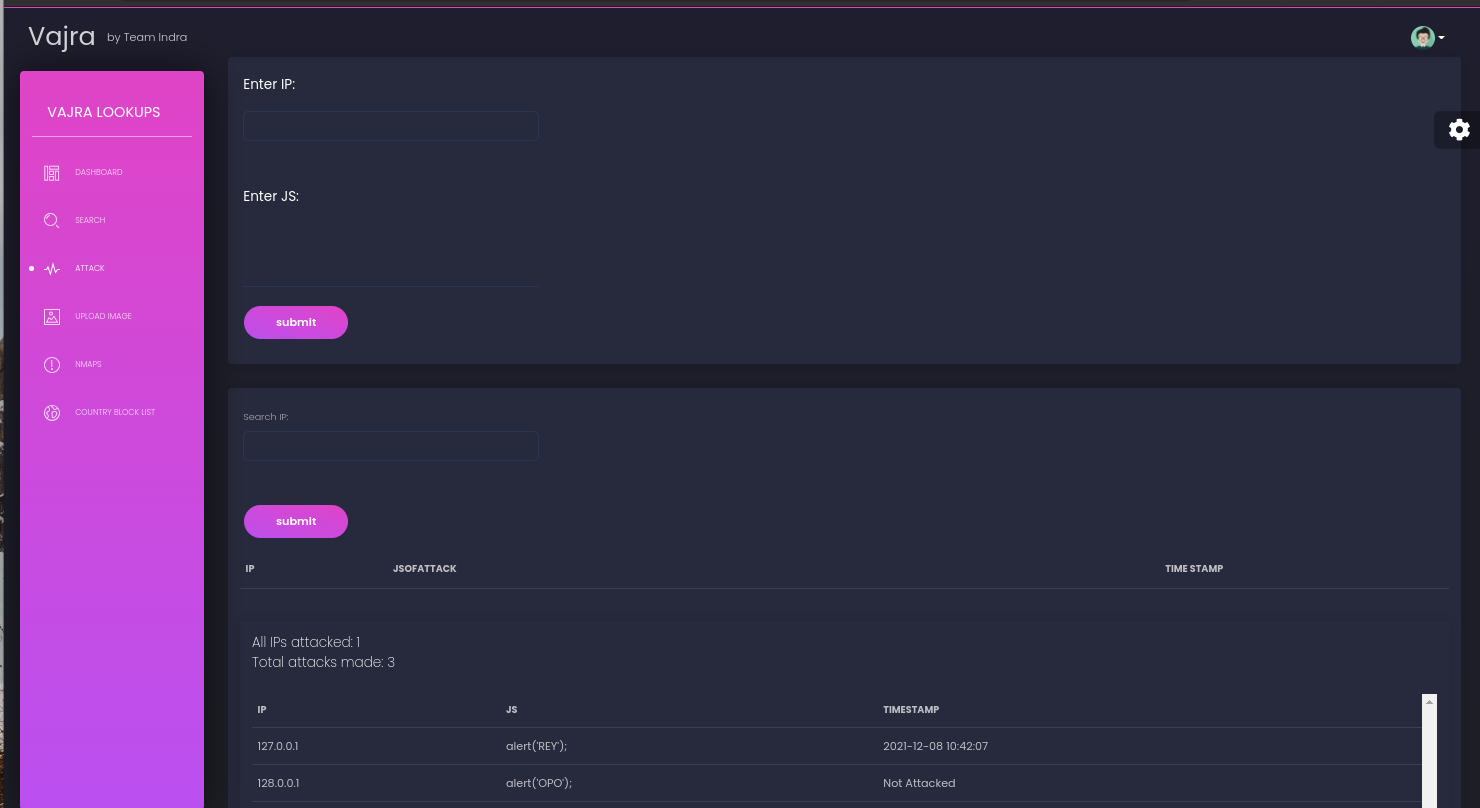 Vajra by Team Indra
VAJRA LOOKUPS
DASHBOARD
SEARCH
ATTACK
UPLOAD IMAGE
NMAPS
COUNTRY BLOCK LIST
Enter IP:
Enter JS:
submit
Search IP:
submit
IP JSOFATTACK TIME STAMP
All IPs attacked: 1
Total attacks made: 3
IP JS TIMESTAMP
127.0.0.1 alert('REY'); 2021-12-08 10:42:07
128.0.0.1 alert('OPO'); Not Attacked